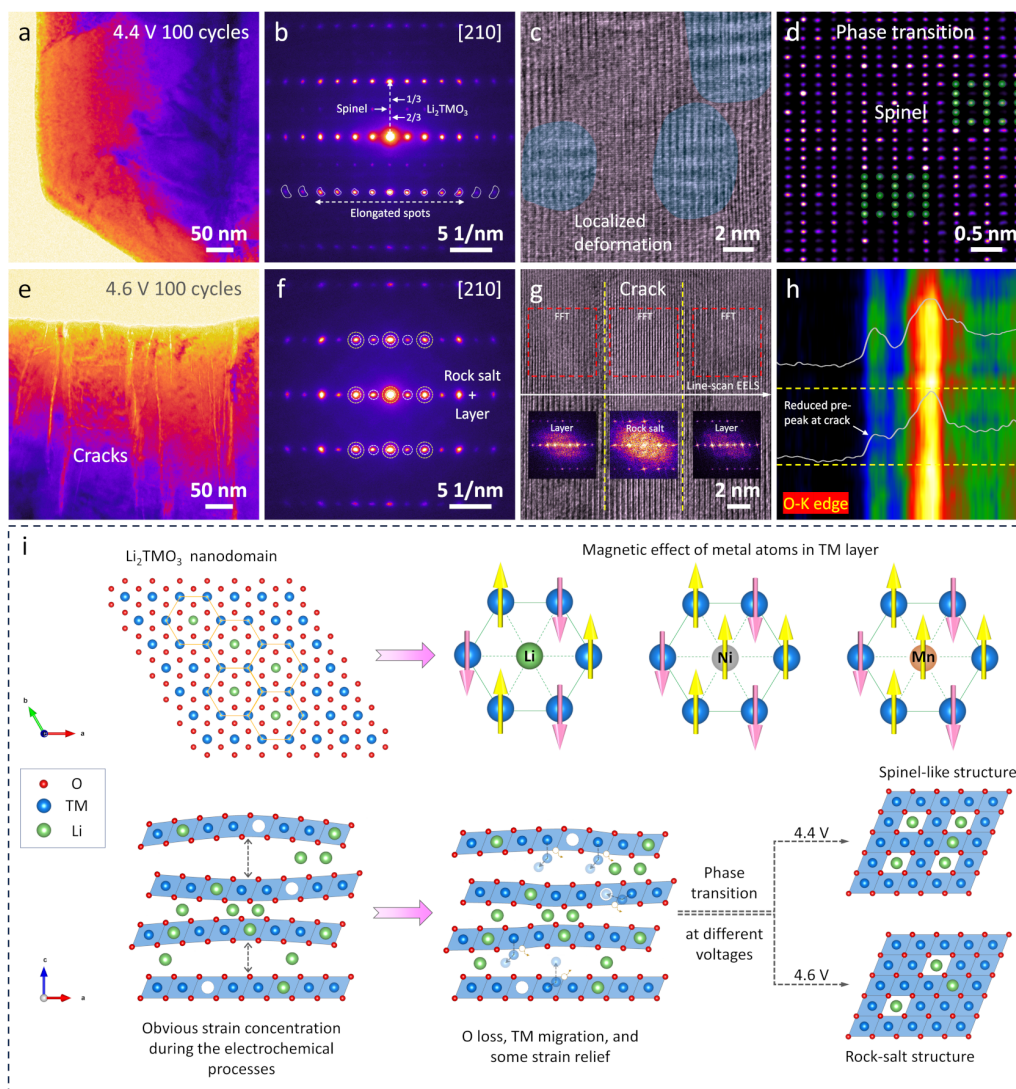 a
4.4 V 100 cycles
50 nm
b
[210]
1/3
Spinel
Li₂TMO₃
2/3
Elongated spots
5 1/nm
c
Localized
deformation
2 nm
d
Phase transition
Spinel
0.5 nm
e
4.6 V 100 cycles
Cracks
50 nm
f
[210]
Rock salt
+
Layer
5 1/nm
g
Crack
FFT
FFT
FFT
Line-scan EELS
Layer
Rock salt
Layer
2 nm
h
Reduced pre-
peak at crack
O-K edge
i
Li₂TMO₃ nanodomain
Magnetic effect of metal atoms in TM layer
Li
Ni
Mn
b
a
O
TM
Li
Spinel-like structure
4.4 V
Phase
transition
at different
voltages
4.6 V
c
a
Obvious strain concentration
during the electrochemical
processes
O loss, TM migration, and
some strain relief
Rock-salt structure